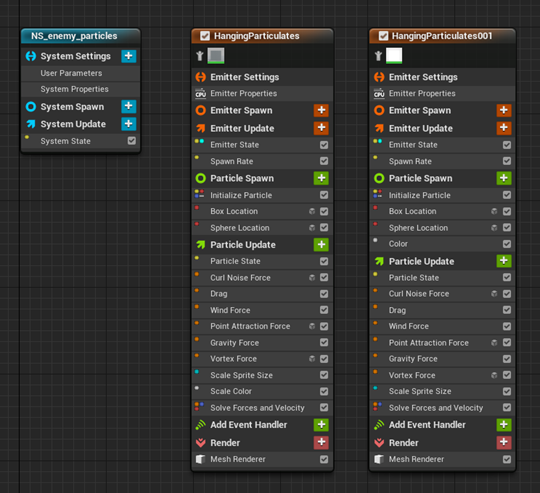 NS_enemy_particles
System Settings
User Parameters
System Properties
System Spawn
System Update
System State
HangingParticulates
Emitter Settings
CPU
Emitter Properties
Emitter Spawn
Emitter Update
Emitter State
Spawn Rate
Particle Spawn
Initialize Particle
Box Location
Sphere Location
Particle Update
Particle State
Curl Noise Force
Drag
Wind Force
Point Attraction Force
Gravity Force
Vortex Force
Scale Sprite Size
Scale Color
Solve Forces and Velocity
Add Event Handler
Render
Mesh Renderer
HangingParticulates001
Emitter Settings
CPU
Emitter Properties
Emitter Spawn
Emitter Update
Emitter State
Spawn Rate
Particle Spawn
Initialize Particle
Box Location
Sphere Location
Color
Particle Update
Particle State
Curl Noise Force
Drag
Wind Force
Point Attraction Force
Gravity Force
Vortex Force
Scale Sprite Size
Solve Forces and Velocity
Add Event Handler
Render
Mesh Renderer